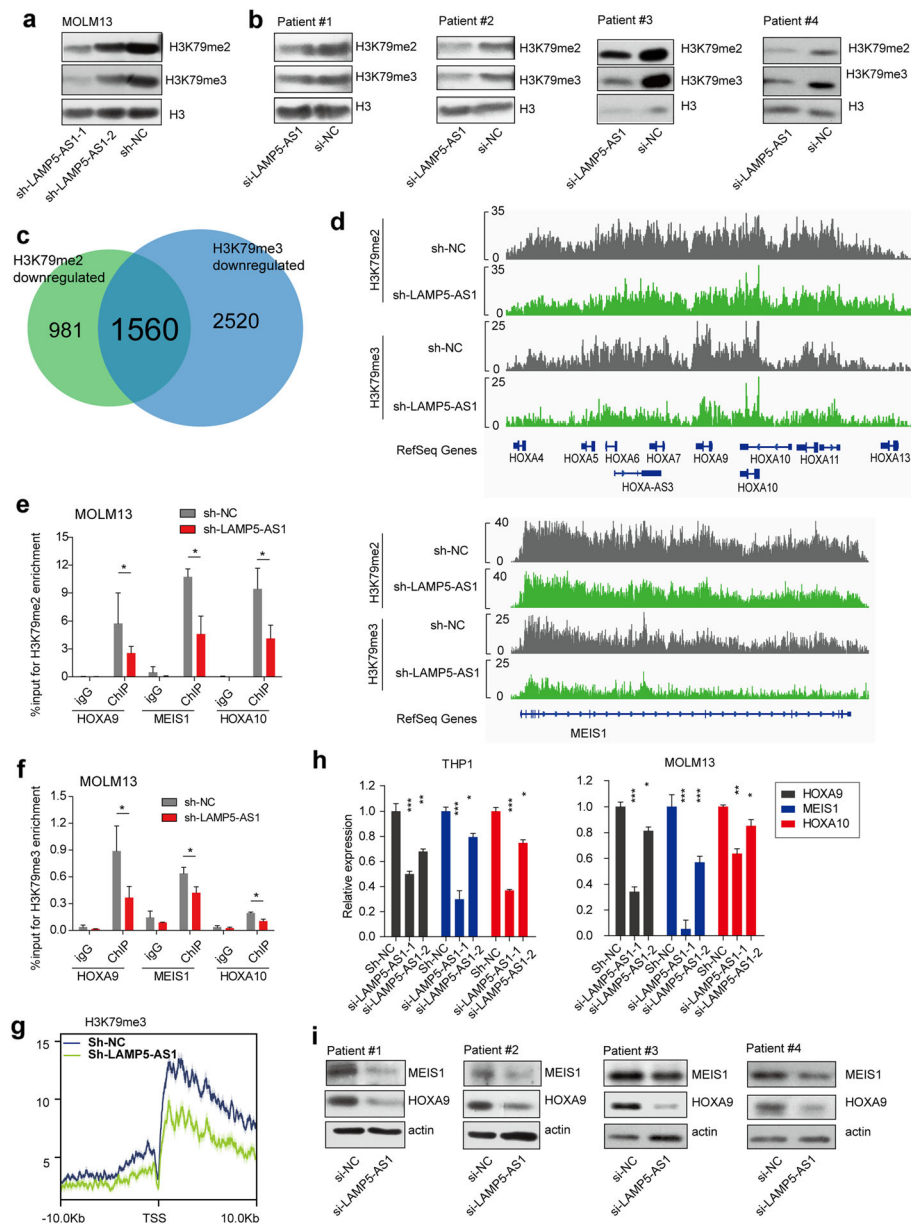 a
MOLM13
H3K79me2
H3K79me3
H3
sh-LAMP5-AS1-1
sh-LAMP5-AS1-2
sh-NC
b
Patient #1
H3K79me2
H3K79me3
H3
si-LAMP5-AS1
si-NC
Patient #2
H3K79me2
H3K79me3
H3
si-LAMP5-AS1
si-NC
Patient #3
H3K79me2
H3K79me3
H3
si-LAMP5-AS1
si-NC
Patient #4
H3K79me2
H3K79me3
H3
si-LAMP5-AS1
si-NC
c
H3K79me2
downregulated
H3K79me3
downregulated
981
1560
2520
d
H3K79me2
sh-NC
35
0
sh-LAMP5-AS1
35
0
H3K79me3
sh-NC
25
0
sh-LAMP5-AS1
25
0
RefSeq Genes
HOXA4
HOXA5
HOXA6
HOXA7
HOXA9
HOXA10
HOXA11
HOXA13
HOXA-AS3
HOXA10
H3K79me2
sh-NC
40
0
sh-LAMP5-AS1
40
0
H3K79me3
sh-NC
25
0
sh-LAMP5-AS1
25
0
RefSeq Genes
MEIS1
e
MOLM13
sh-NC
sh-LAMP5-AS1
%input for H3K79me2 enrichment
15
12
9
6
3
0
* * *
IgG ChIP IgG ChIP IgG ChIP
HOXA9 MEIS1 HOXA10
f
MOLM13
sh-NC
sh-LAMP5-AS1
%input for H3K79me3 enrichment
1.2
0.9
0.6
0.3
0.0
* * *
IgG ChIP IgG ChIP IgG ChIP
HOXA9 MEIS1 HOXA10
g
H3K79me3
Sh-NC
Sh-LAMP5-AS1
15
10
5
-10.0Kb TSS 10.0Kb
h
THP1
Relative expression
1.2
1.0
0.8
0.6
0.4
0.2
0.0
*** ** *** * *** *
Sh-NC
si-LAMP5-AS1-1
si-LAMP5-AS1-2
Sh-NC
si-LAMP5-AS1-1
si-LAMP5-AS1-2
Sh-NC
si-LAMP5-AS1-1
si-LAMP5-AS1-2
MOLM13
1.2
1.0
0.8
0.6
0.4
0.2
0.0
*** * *** *** ** *
Sh-NC
si-LAMP5-AS1-1
si-LAMP5-AS1-2
Sh-NC
si-LAMP5-AS1-1
si-LAMP5-AS1-2
Sh-NC
si-LAMP5-AS1-1
si-LAMP5-AS1-2
HOXA9
MEIS1
HOXA10
i
Patient #1
MEIS1
HOXA9
actin
si-NC
si-LAMP5-AS1
Patient #2
MEIS1
HOXA9
actin
si-NC
si-LAMP5-AS1
Patient #3
MEIS1
HOXA9
actin
si-NC
si-LAMP5-AS1
Patient #4
MEIS1
HOXA9
actin
si-NC
si-LAMP5-AS1